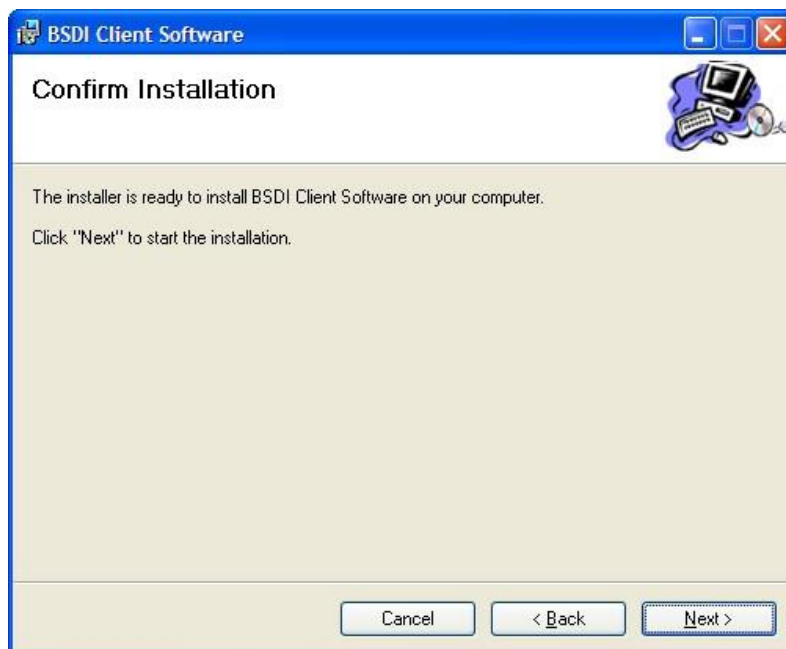 BSDI Client Software
Confirm Installation
The installer is ready to install BSDI Client Software on your computer.
Click "Next" to start the installation.
Cancel
< Back
Next >